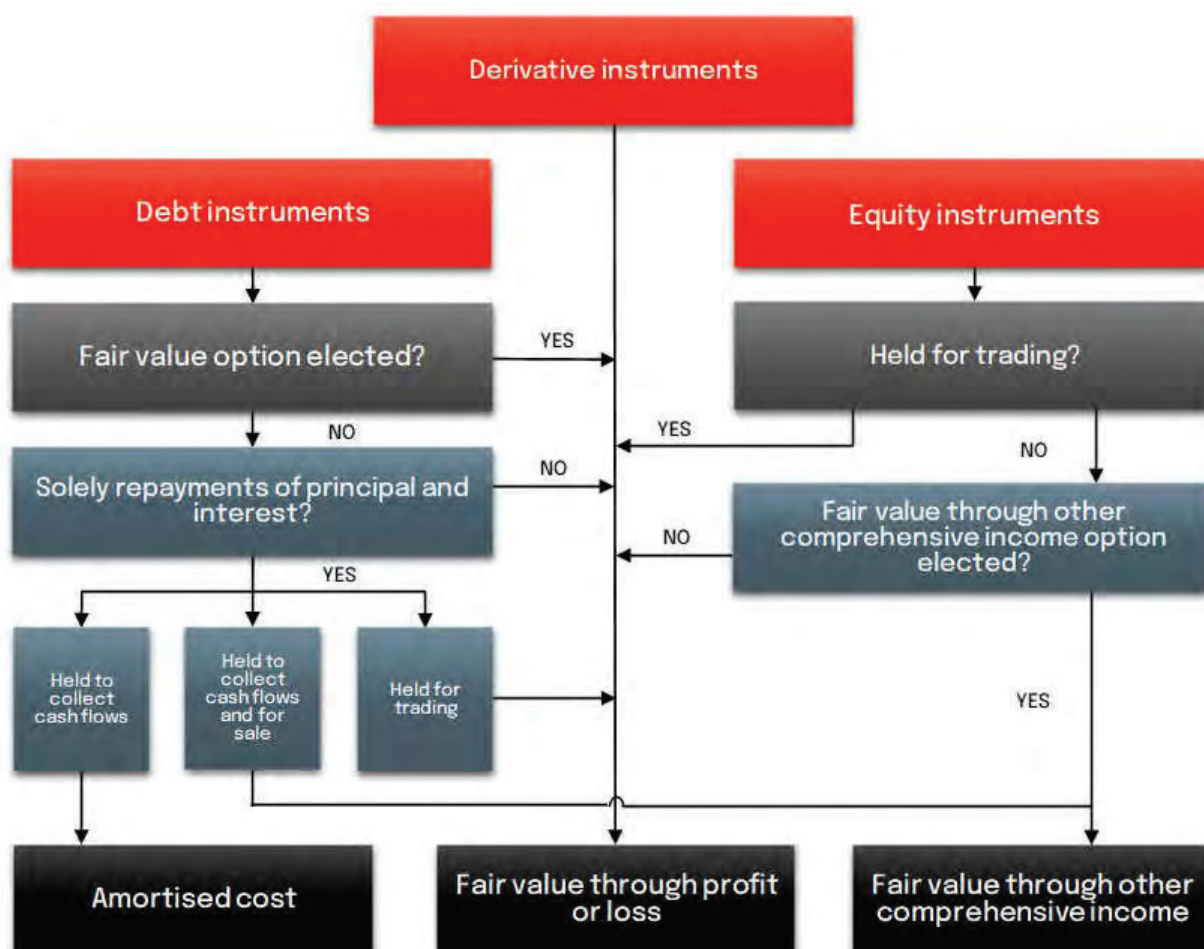 Derivative instruments
Debt instruments
Equity instruments
Fair value option elected?
YES
Held for trading?
NO
YES
NO
Solely repayments of principal and
interest?
NO
Fair value through other
comprehensive income option
elected?
NO
YES
Held to
collect
cash flows
Held to
collect
cash flows
and for
sale
Held for
trading
YES
Amortised cost
Fair value through profit
or loss
Fair value through other
comprehensive income